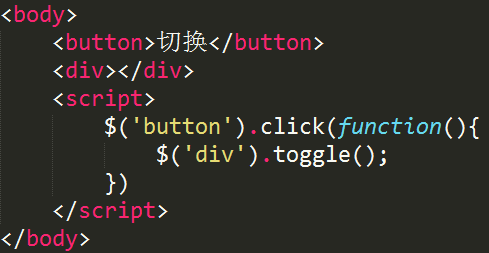 <body>
    <button>切换</button>
    <div></div>
    <script>
        $('button').click(function(){
            $('div').toggle();
        })
    </script>
</body>